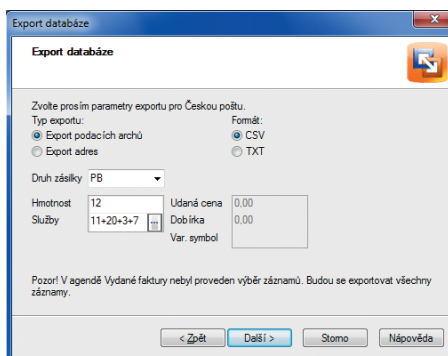 Export databáze
Export databáze
Zvolte prosím parametry exportu pro Českou poštu.
Typ exportu: Formát:
Export podacích archů CSV
Export adres TXT
Druh zásilky PB
Hmotnost 12 Udaná cena 0,00
Služby 11+20+3+7 ... Dobírka 0,00
Var. symbol
Pozor! V agendě Vydané faktury nebyl proveden výběr záznamů. Budou se exportovat všechny
záznamy.
< Zpět Další > Storno Nápověda